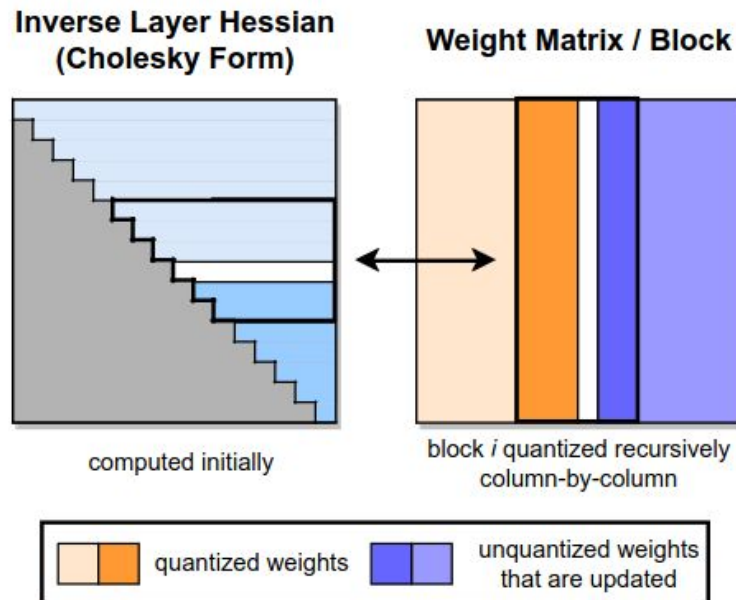 Inverse Layer Hessian
(Cholesky Form)
Weight Matrix / Block
computed initially
block i quantized recursively
column-by-column
quantized weights
unquantized weights
that are updated